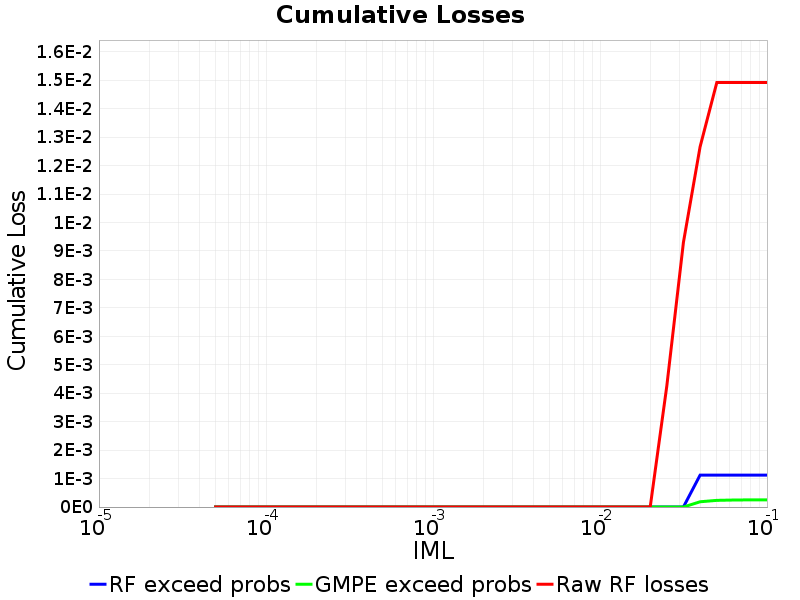 Cumulative Losses
Cumulative Loss
1.6E-2
1.5E-2
1.4E-2
1.3E-2
1.2E-2
1.1E-2
1E-2
9E-3
8E-3
7E-3
6E-3
5E-3
4E-3
3E-3
2E-3
1E-3
0E0
10-5 10-4 10-3 10-2 10-1
IML
RF exceed probs GMPE exceed probs Raw RF losses